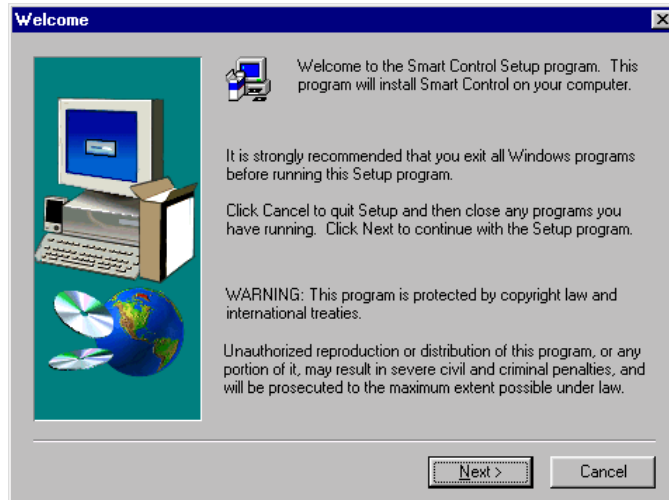 Welcome
Welcome to the Smart Control Setup program. This
program will install Smart Control on your computer.
It is strongly recommended that you exit all Windows programs
before running this Setup program.
Click Cancel to quit Setup and then close any programs you
have running. Click Next to continue with the Setup program.
WARNING: This program is protected by copyright law and
international treaties.
Unauthorized reproduction or distribution of this program, or any
portion of it, may result in severe civil and criminal penalties, and
will be prosecuted to the maximum extent possible under law.
Next >
Cancel